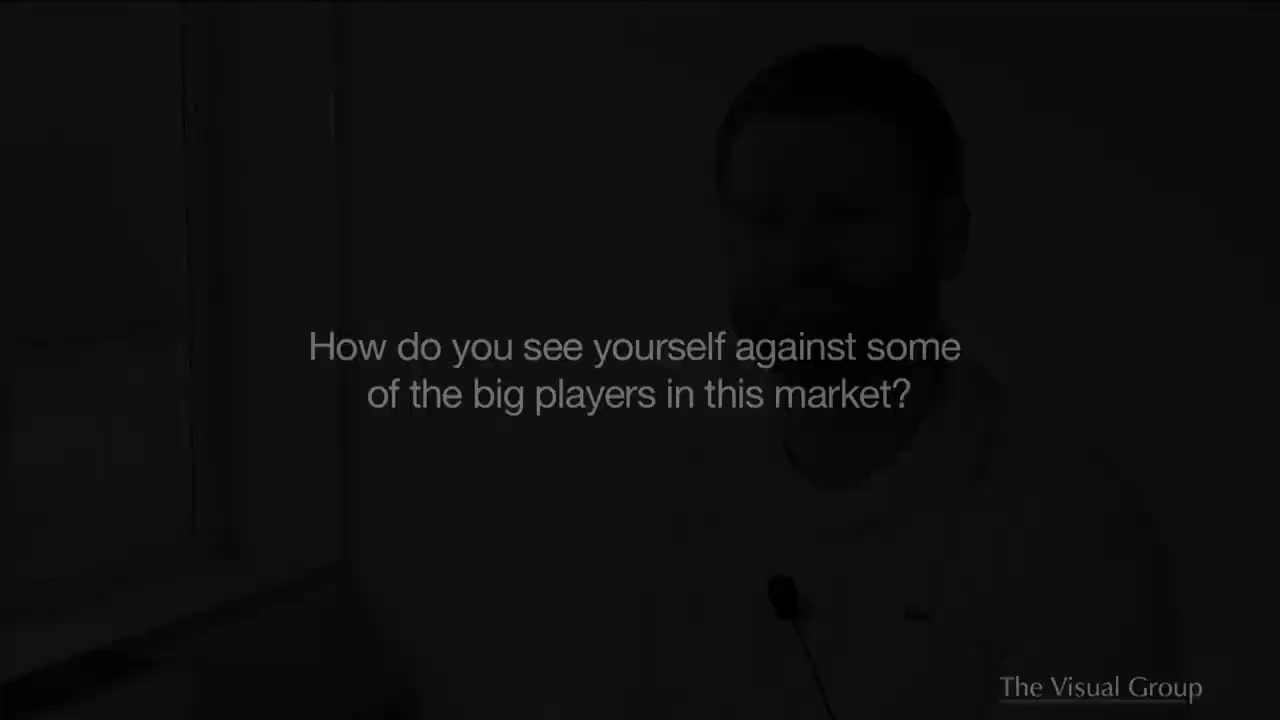 How do you see yourself against some
of the big players in this market?
The Visual Group